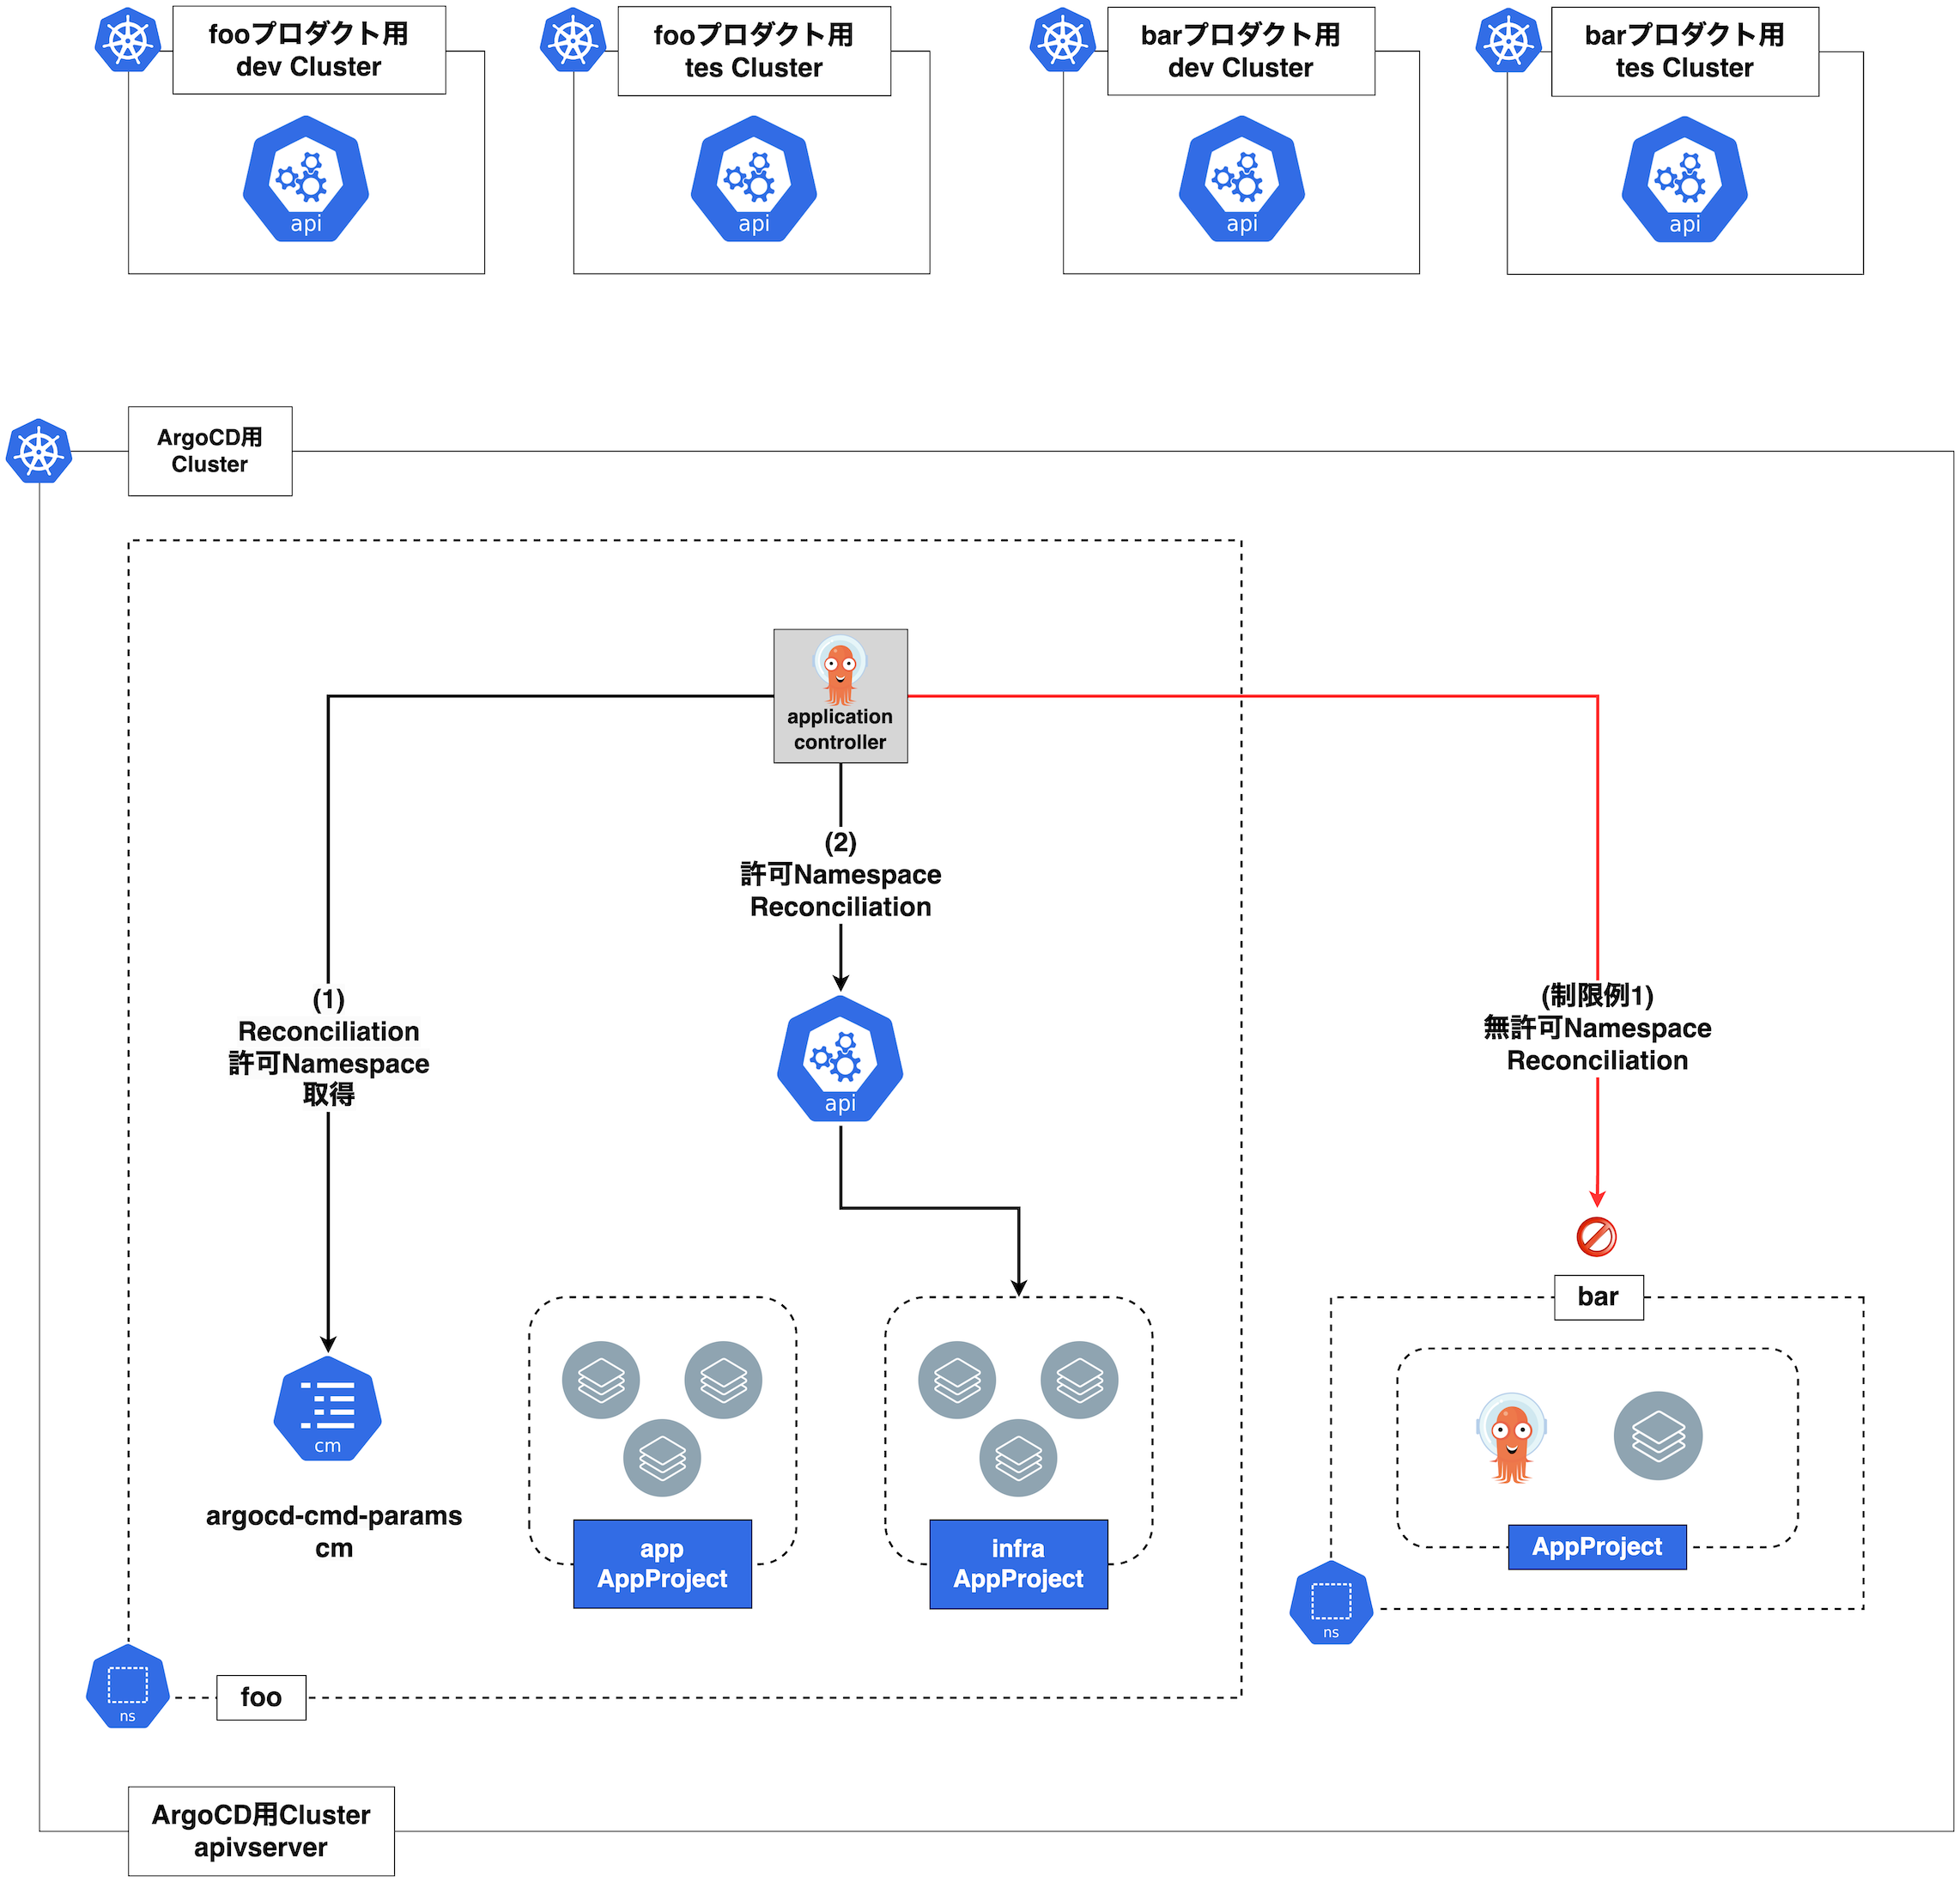 fooプロダクト用
dev Cluster
fooプロダクト用
tes Cluster
barプロダクト用
dev Cluster
barプロダクト用
tes Cluster
api
api
api
api
ArgoCD用
Cluster
application
controller
(2)
許可Namespace
Reconciliation
(1)
Reconciliation
許可Namespace
取得
(制限例1)
無許可Namespace
Reconciliation
api
bar
cm
argocd-cmd-params
cm
app
AppProject
infra
AppProject
AppProject
ns
ns
foo
ArgoCD用Cluster
apivserver